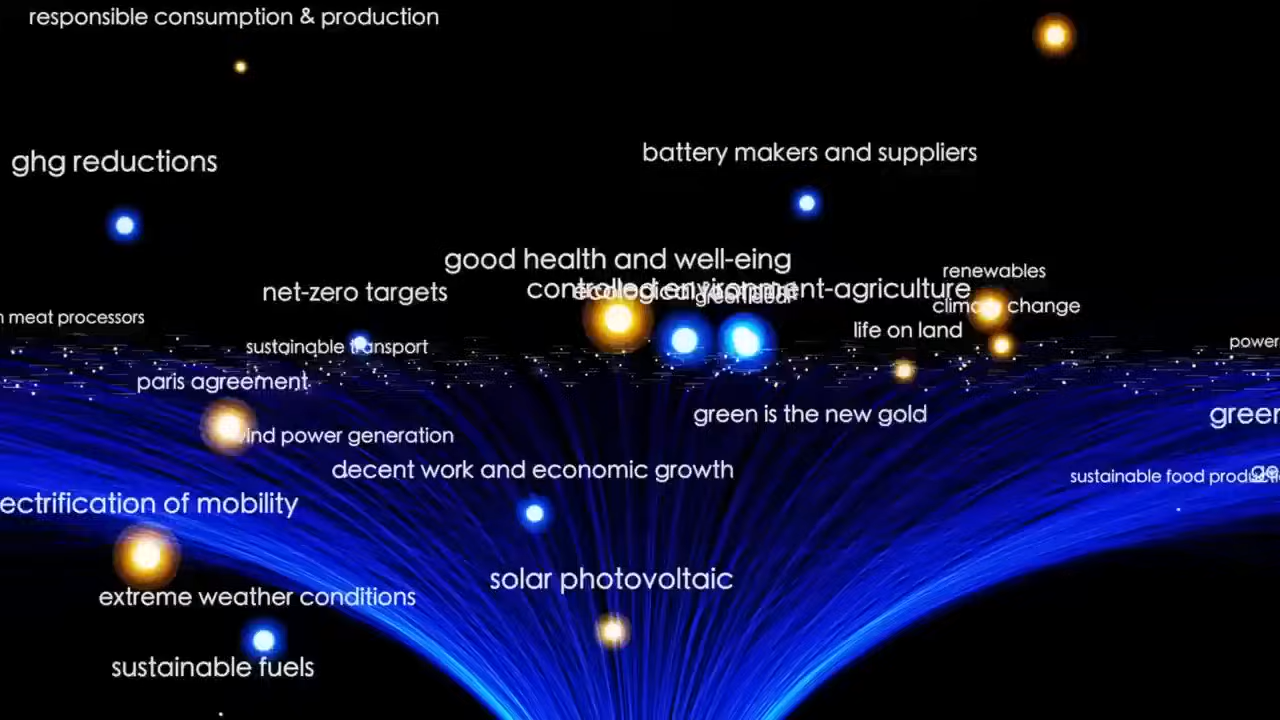 responsible consumption & production
ghg reductions
battery makers and suppliers
good health and well-eing
renewables
net-zero targets
controlled environment-agriculture
climate change
meat processors
life on land
sustainable transport
power
paris agreement
green is the new gold
green
wind power generation
decent work and economic growth
sustainable food
ectrification of mobility
solar photovoltaic
extreme weather conditions
sustainable fuels